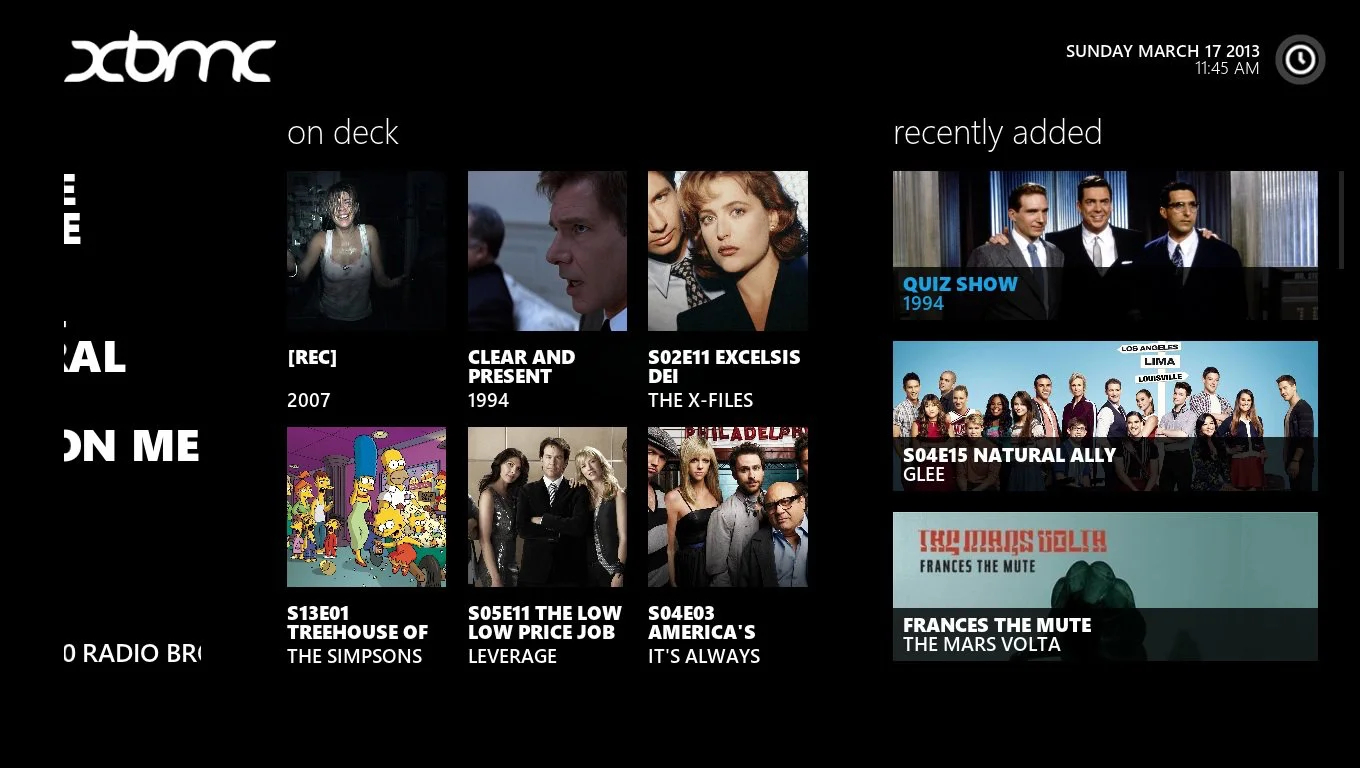 xbmc
SUNDAY MARCH 17 2013
11:45 AM
on deck
recently added
E
E
RAL
ON ME
0 RADIO BR
[REC]
2007
CLEAR AND
PRESENT
1994
S02E11 EXCELSIS
DEI
THE X-FILES
S13E01
TREEHOUSE OF
THE SIMPSONS
S05E11 THE LOW
LOW PRICE JOB
LEVERAGE
PHILADELPH
S04E03
AMERICA'S
IT'S ALWAYS
QUIZ SHOW
1994
LOS ANGELES
LIMA
LOUISVILLE
S04E15 NATURAL ALLY
GLEE
THE MARS VOLTA
FRANCES THE MUTE
FRANCES THE MUTE
THE MARS VOLTA